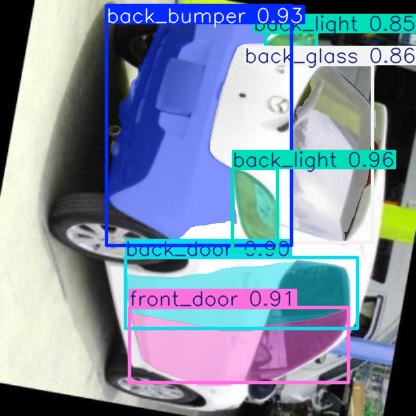 back_bumper 0.93
back_light 0.85
back_glass 0.86
back_light 0.96
back_door 0.90
front_door 0.91